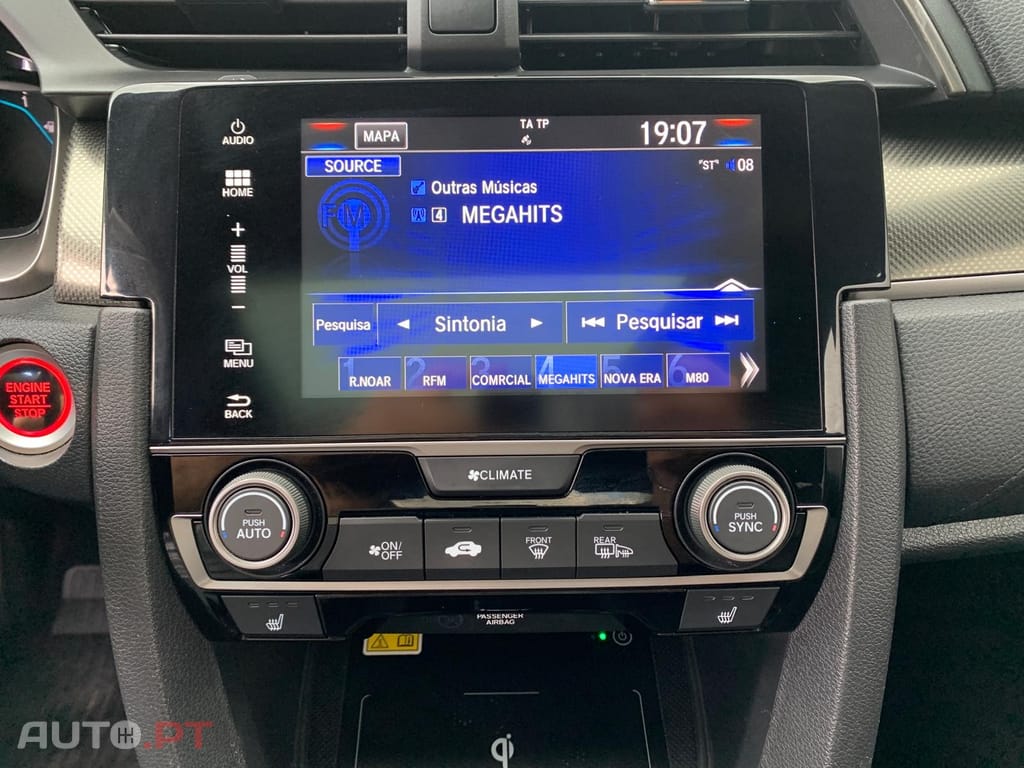 AUDIO
HOME
+
VOL
−
MENU
BACK
MAPA
TA TP
19:07
SOURCE
"ST" 08
FM
Outras Músicas
4 MEGAHITS
Pesquisa
Sintonia
Pesquisar
1 R.NOAR
2 RFM
3 COMRCIAL
4 MEGAHITS
5 NOVA ERA
6 M80
ENGINE
START
STOP
CLIMATE
PUSH
AUTO
ON/
OFF
FRONT
REAR
PUSH
SYNC
PASSENGER
AIRBAG
qi
AUTO.PT